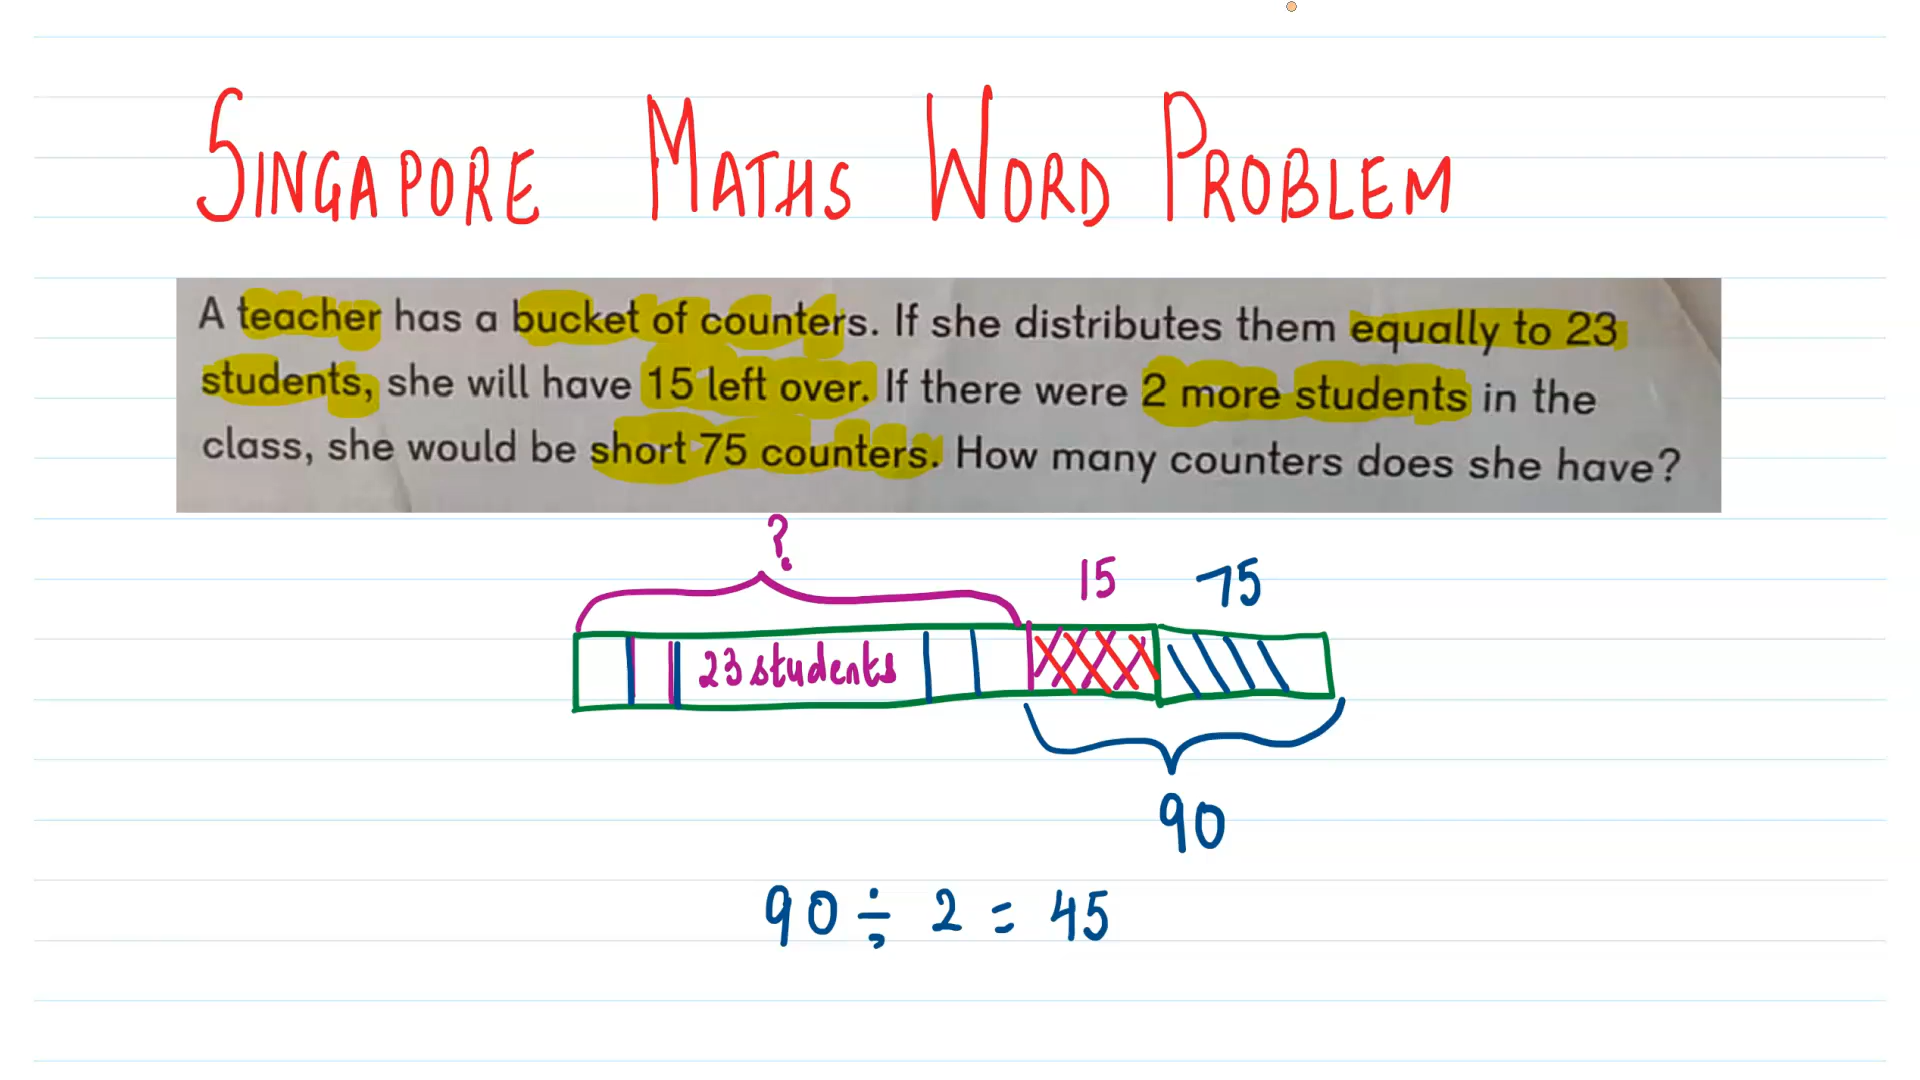 SINGAPORE MATHS WORD PROBLEM
A teacher has a bucket of counters. If she distributes them equally to 23
students, she will have 15 left over. If there were 2 more students in the
class, she would be short 75 counters. How many counters does she have?
?
15 75
23 students
90
90 ÷ 2 = 45